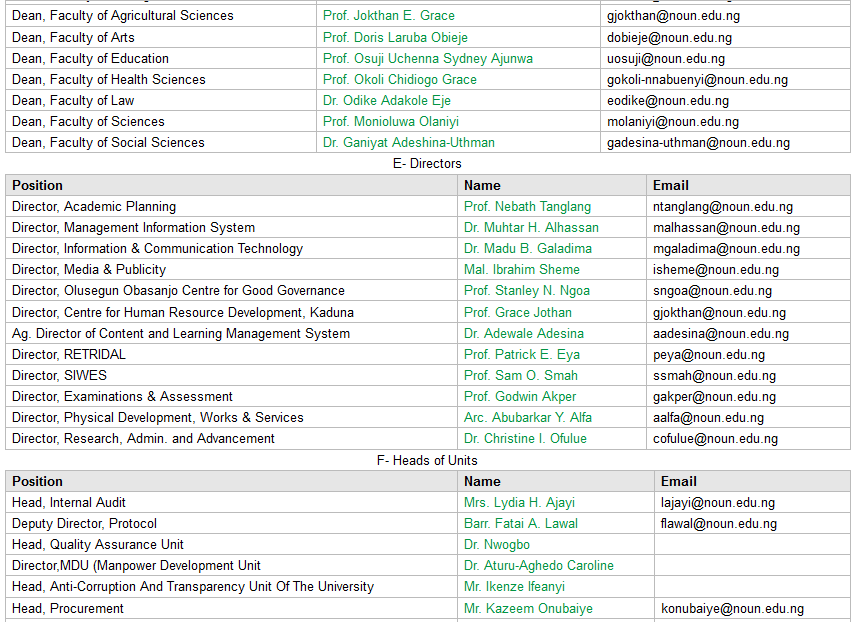 Dean, Faculty of Agricultural Sciences Prof. Jokthan E. Grace gjokthan@noun.edu.ng
Dean, Faculty of Arts Prof. Doris Laruba Obieje dobieje@noun.edu.ng
Dean, Faculty of Education Prof. Osuji Uchenna Sydney Ajunwa uosuji@noun.edu.ng
Dean, Faculty of Health Sciences Prof. Okoli Chidiogo Grace gokoli-nnabuenyi@noun.edu.ng
Dean, Faculty of Law Dr. Odike Adakole Eje eodike@noun.edu.ng
Dean, Faculty of Sciences Prof. Monioluwa Olaniyi molaniyi@noun.edu.ng
Dean, Faculty of Social Sciences Dr. Ganiyat Adeshina-Uthman gadesina-uthman@noun.edu.ng
E- Directors
Position Name Email
Director, Academic Planning Prof. Nebath Tanglang ntanglang@noun.edu.ng
Director, Management Information System Dr. Muhtar H. Alhassan malhassan@noun.edu.ng
Director, Information & Communication Technology Dr. Madu B. Galadima mgaladima@noun.edu.ng
Director, Media & Publicity Mal. Ibrahim Sheme isheme@noun.edu.ng
Director, Olusegun Obasanjo Centre for Good Governance Prof. Stanley N. Ngoa sngoa@noun.edu.ng
Director, Centre for Human Resource Development, Kaduna Prof. Grace Jothan gjokthan@noun.edu.ng
Ag. Director of Content and Learning Management System Dr. Adewale Adesina aadesina@noun.edu.ng
Director, RETRIDAL Prof. Patrick E. Eya peya@noun.edu.ng
Director, SIWES Prof. Sam O. Smah ssmah@noun.edu.ng
Director, Examinations & Assessment Prof. Godwin Akper gakper@noun.edu.ng
Director, Physical Development, Works & Services Arc. Abubarkar Y. Alfa aalfa@noun.edu.ng
Director, Research, Admin. and Advancement Dr. Christine I. Ofulue cofulue@noun.edu.ng
F- Heads of Units
Position Name Email
Head, Internal Audit Mrs. Lydia H. Ajayi lajayi@noun.edu.ng
Deputy Director, Protocol Barr. Fatai A. Lawal flawal@noun.edu.ng
Head, Quality Assurance Unit Dr. Nwogbo
Director,MDU (Manpower Development Unit Dr. Aturu-Aghedo Caroline
Head, Anti-Corruption And Transparency Unit Of The University Mr. Ikenze Ifeanyi
Head, Procurement Mr. Kazeem Onubaiye konubaiye@noun.edu.ng